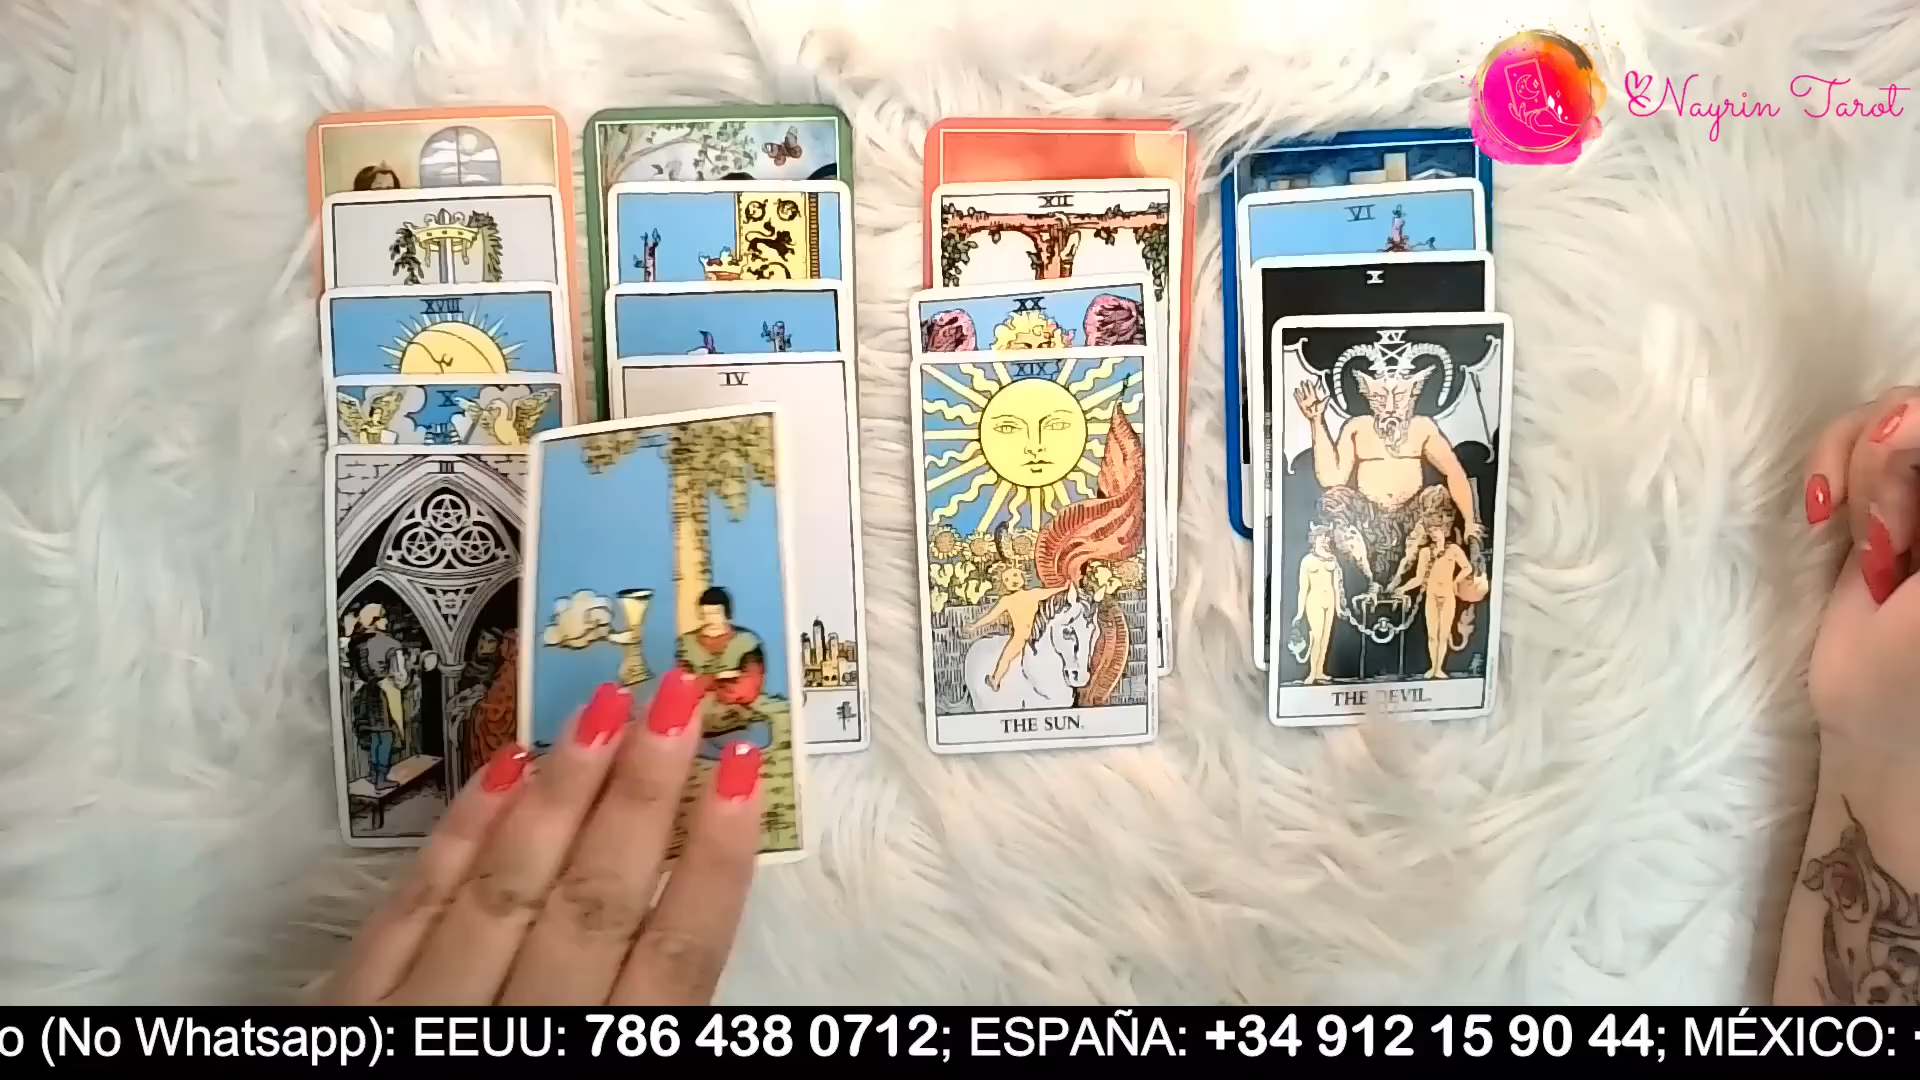 Nayrin Tarot
XII
VI
XVIII
XX
X
XV
X
XIX
IV
III
THE DEVIL.
THE SUN.
o (No Whatsapp): EEUU: 786 438 0712; ESPAÑA: +34 912 15 90 44; MÉXICO: